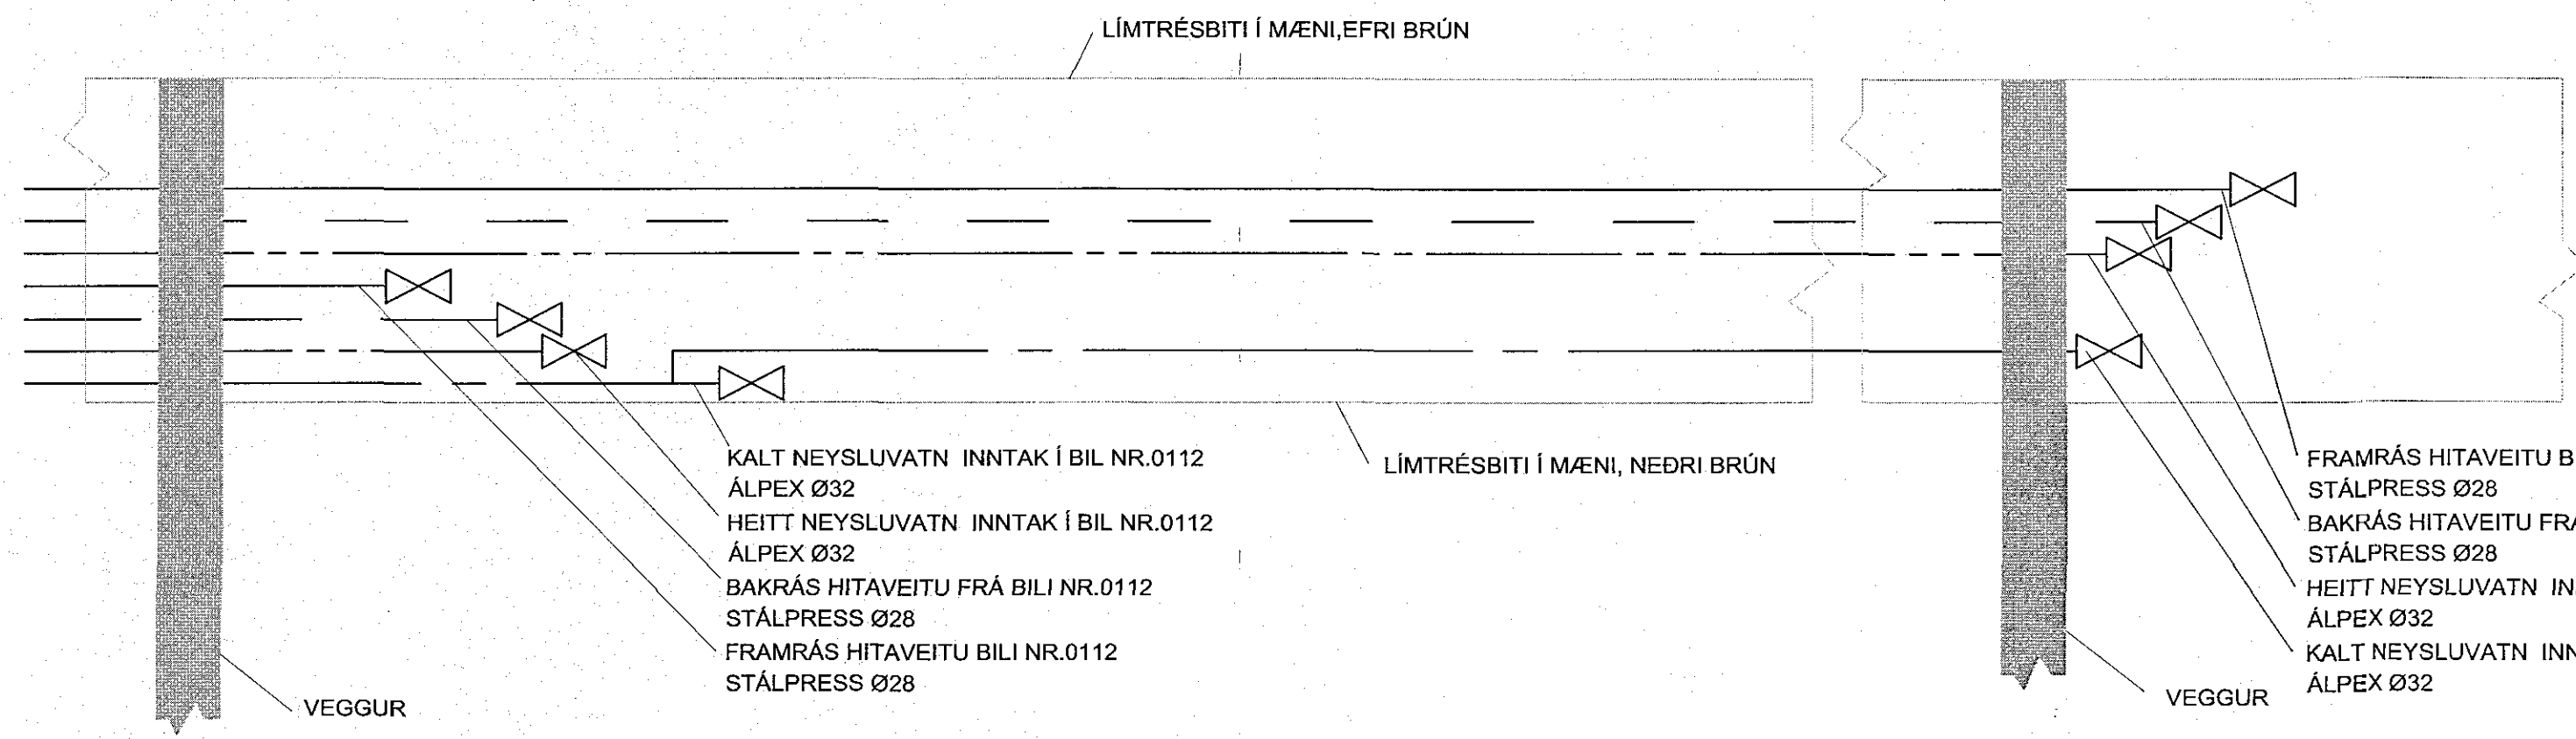 LÍMTRÉSBITI Í MÆNI,EFRI BRÚN
KALT NEYSLUVATN INNTAK Í BIL NR.0112
ÁLPEX Ø32
HEITT NEYSLUVATN INNTAK Í BIL NR.0112
ÁLPEX Ø32
BAKRÁS HITAVEITU FRÁ BILI NR.0112
STÁLPRESS Ø28
FRAMRÁS HITAVEITU BILI NR.0112
STÁLPRESS Ø28
VEGGUR
LÍMTRÉSBITI Í MÆNI, NEÐRI BRÚN
FRAMRÁS HITAVEITU B
STÁLPRESS Ø28
BAKRÁS HITAVEITU FRÁ
STÁLPRESS Ø28
HEITT NEYSLUVATN IN
ÁLPEX Ø32
KALT NEYSLUVATN INN
ÁLPEX Ø32
VEGGUR